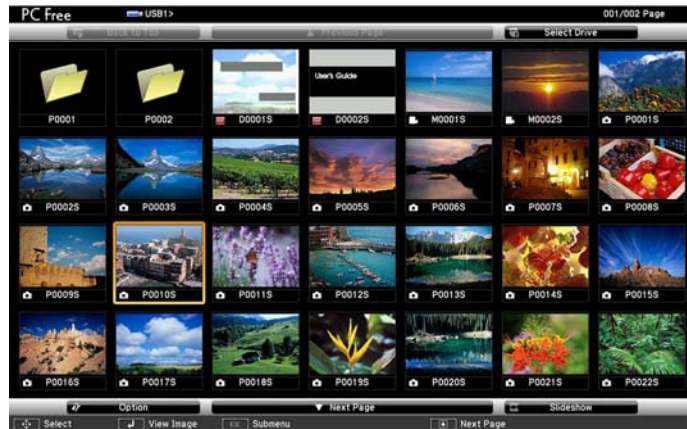 PC Free USB1> 001/002 Page
Back to Top Previous Page Select Drive
User's Guide
P0001 P0002 D0001S D0002S M0001S M0002S P0001S
P0002S P0003S P0004S P0005S P0006S P0007S P0008S
P0009S P0010S P0011S P0012S P0013S P0014S P0015S
P0016S P0017S P0018S P0019S P0020S P0021S P0022S
Option Next Page Slideshow
Select View Image Esc Submenu Next Page